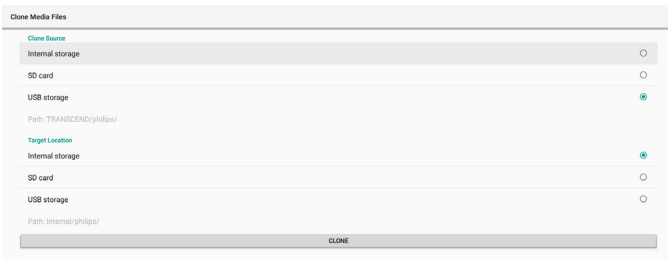 Clone Media Files
Clone Source
Internal storage
SD card
USB storage
Path: TRANSCEND/philips/
Target Location
Internal storage
SD card
USB storage
Path: Internal/philips/
CLONE